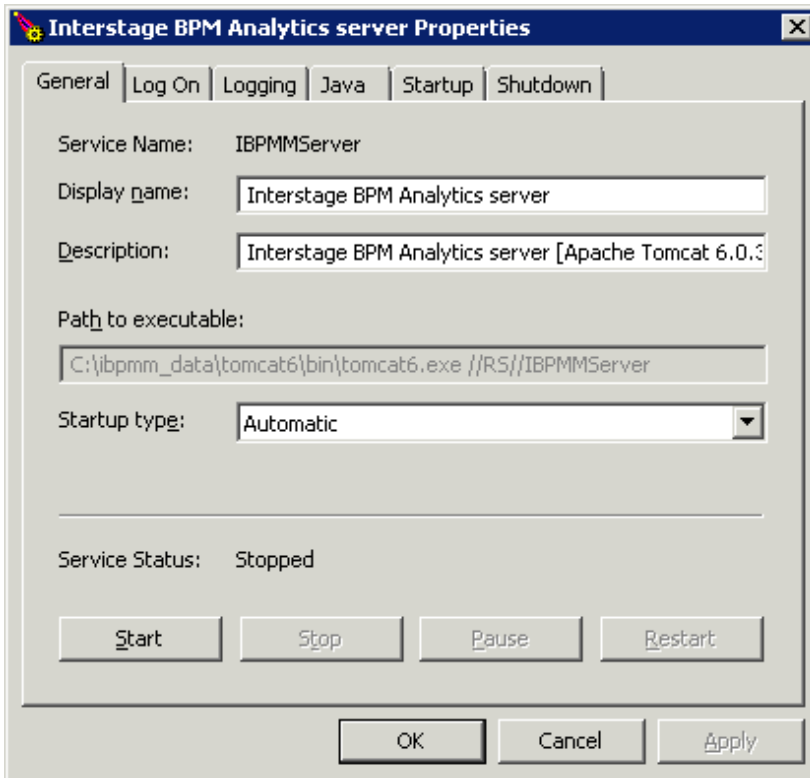 Interstage BPM Analytics server Properties
General Log On Logging Java Startup Shutdown
Service Name: IBPMMServer
Display name: Interstage BPM Analytics server
Description: Interstage BPM Analytics server [Apache Tomcat 6.0.3
Path to executable:
C:\ibpmm_data\tomcat6\bin\tomcat6.exe //RS//IBPMMServer
Startup type: Automatic
Service Status: Stopped
Start Stop Pause Restart
OK Cancel Apply